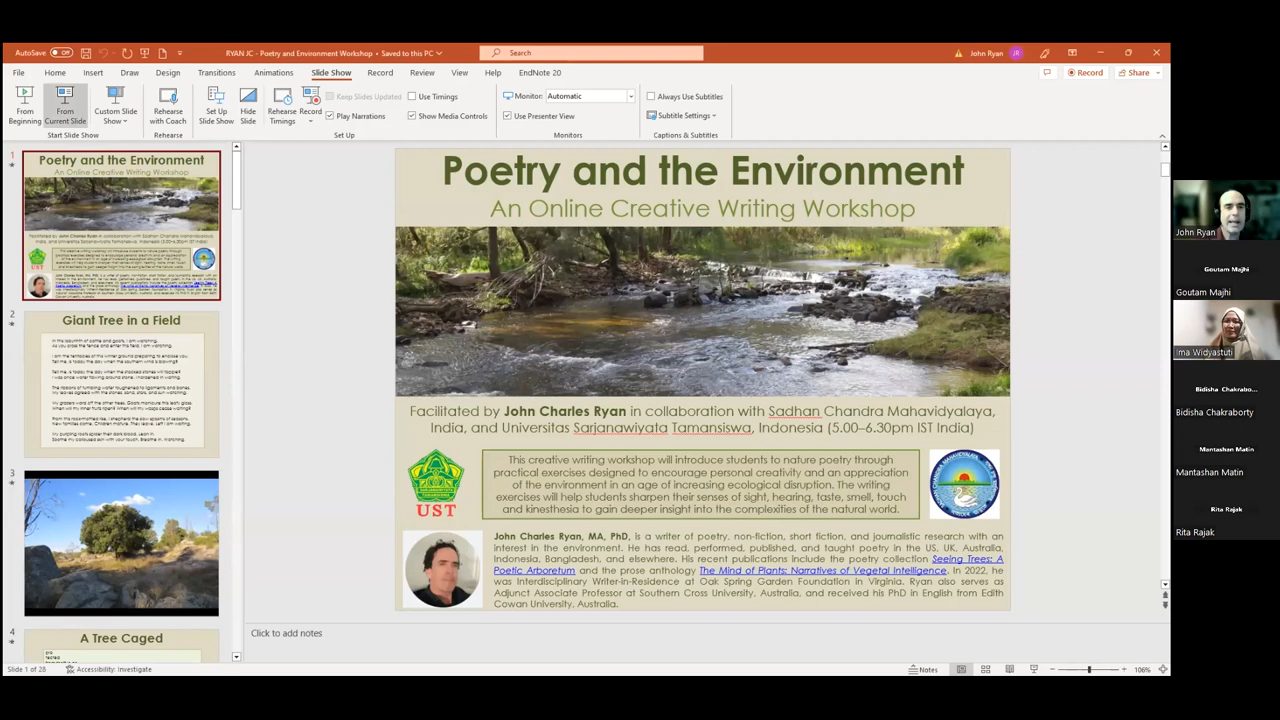 AutoSave Off
RYAN JC - Poetry and Environment Workshop • Saved to this PC
Search
John Ryan
JR
File Home Insert Draw Design Transitions Animations Slide Show Record Review View Help EndNote 20
Record Share
From Beginning
From Current Slide
Custom Slide Show
Start Slide Show
Rehearse with Coach
Rehearse
Set Up Slide Show
Hide Slide
Rehearse Timings
Record
Keep Slides Updated
Play Narrations
Use Timings
Show Media Controls
Set Up
Monitor: Automatic
Use Presenter View
Monitors
Always Use Subtitles
Subtitle Settings
Captions & Subtitles
1
Poetry and the Environment
An Online Creative Writing Workshop
UST
2
Giant Tree in a Field
3
4
A Tree Caged
Poetry and the Environment
An Online Creative Writing Workshop
Facilitated by John Charles Ryan in collaboration with Sadhan Chandra Mahavidyalaya,
India, and Universitas Sarjanawiyata Tamansiswa, Indonesia (5.00–6.30pm IST India)
UST
This creative writing workshop will introduce students to nature poetry through
practical exercises designed to encourage personal creativity and an appreciation
of the environment in an age of increasing ecological disruption. The writing
exercises will help students sharpen their senses of sight, hearing, taste, smell, touch
and kinesthesia to gain deeper insight into the complexities of the natural world.
John Charles Ryan, MA, PhD, is a writer of poetry, non-fiction, short fiction, and journalistic research with an
interest in the environment. He has read, performed, published, and taught poetry in the US, UK, Australia,
Indonesia, Bangladesh, and elsewhere. His recent publications include the poetry collection Seeing Trees: A
Poetic Arboretum and the prose anthology The Mind of Plants: Narratives of Vegetal Intelligence. In 2022, he
was Interdisciplinary Writer-in-Residence at Oak Spring Garden Foundation in Virginia. Ryan also serves as
Adjunct Associate Professor at Southern Cross University, Australia, and received his PhD in English from Edith
Cowan University, Australia.
Click to add notes
Slide 1 of 28
Accessibility: Investigate
Notes
106%
John Ryan
Goutam Majhi
Goutam Majhi
Ima Widyastuti
Bidisha Chakrabo...
Bidisha Chakraborty
Mantashan Matin
Mantashan Matin
Rita Rajak
Rita Rajak